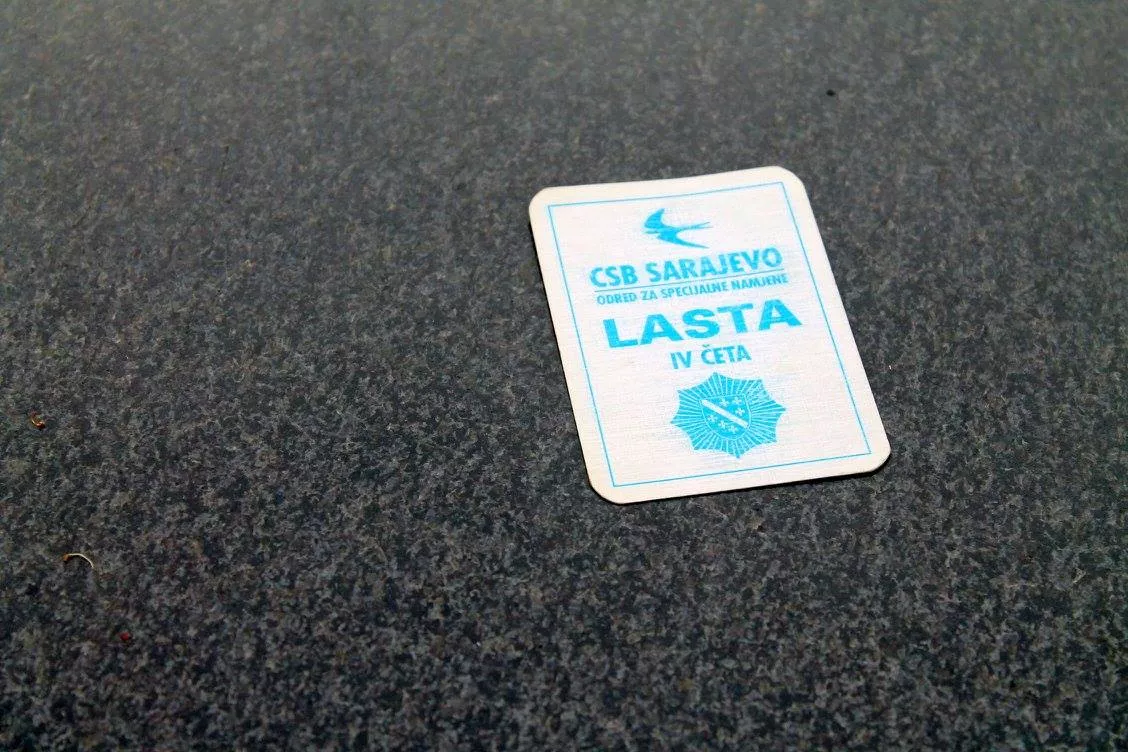 CSB SARAJEVO
ODRED ZA SPECIJALNE NAMJENE
LASTA
IV ČETA